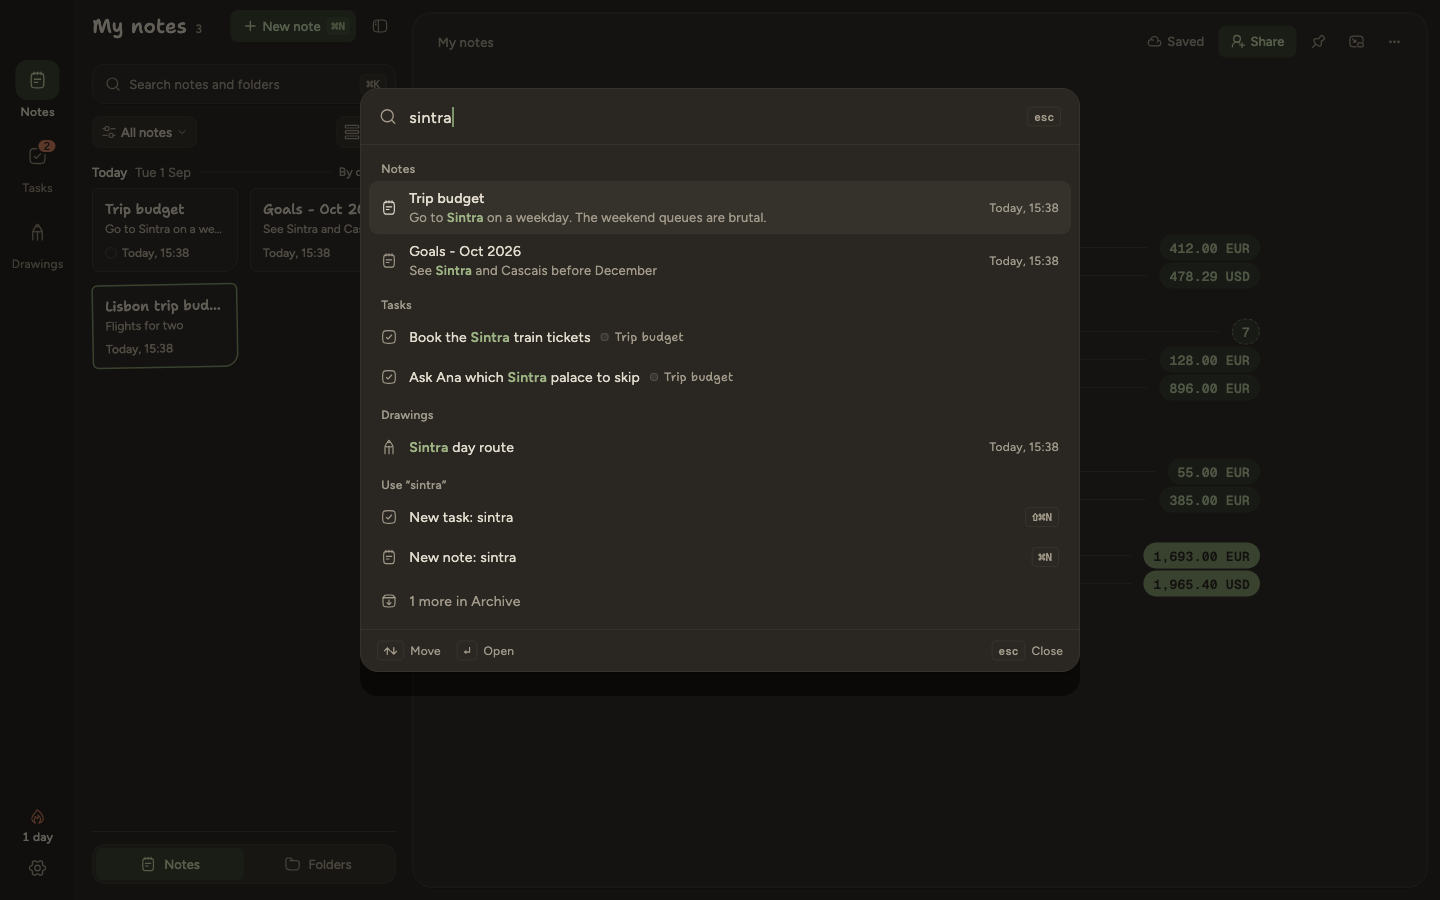 My notes 3
New note ⌘N
My notes
Saved
Share
Notes
Search notes and folders ⌘K
All notes
2
Tasks
Drawings
Today Tue 1 Sep
Trip budget
Go to Sintra on a we...
Today, 15:38
Goals - Oct
See Sintra and
Today, 15:38
Lisbon trip bud...
Flights for two
Today, 15:38
sintra
esc
Notes
Trip budget
Go to Sintra on a weekday. The weekend queues are brutal.
Today, 15:38
Goals - Oct 2026
See Sintra and Cascais before December
Today, 15:38
Tasks
Book the Sintra train tickets Trip budget
Ask Ana which Sintra palace to skip Trip budget
Drawings
Sintra day route
Today, 15:38
Use "sintra"
New task: sintra ⇧⌘N
New note: sintra ⌘N
1 more in Archive
Move
Open
esc Close
412.00 EUR
478.29 USD
7
128.00 EUR
896.00 EUR
55.00 EUR
385.00 EUR
1,693.00 EUR
1,965.40 USD
1 day
Notes
Folders